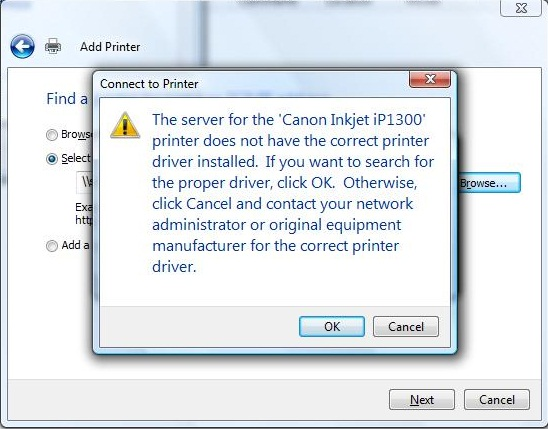 Add Printer
Connect to Printer
Find a
The server for the 'Canon Inkjet iP1300'
printer does not have the correct printer
driver installed. If you want to search for
the proper driver, click OK. Otherwise,
click Cancel and contact your network
administrator or original equipment
manufacturer for the correct printer
driver.
Brows
Select
\\
Browse...
Exa
htt
Add a
OK Cancel
Next Cancel